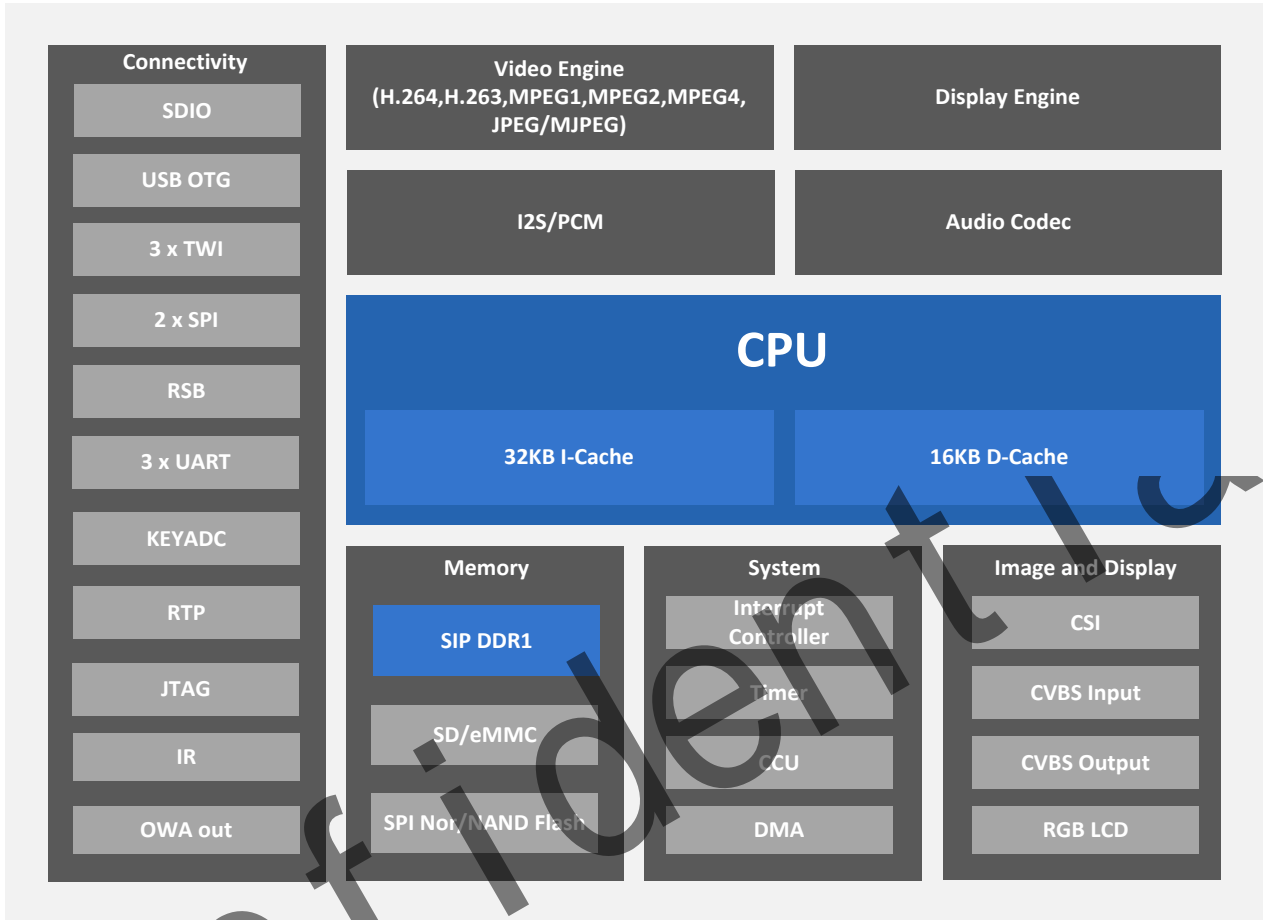 Connectivity
SDIO
USB OTG
3 x TWI
2 x SPI
RSB
3 x UART
KEYADC
RTP
JTAG
IR
OWA out
Video Engine
(H.264,H.263,MPEG1,MPEG2,MPEG4,
JPEG/MJPEG)
Display Engine
I2S/PCM
Audio Codec
CPU
32KB I-Cache
16KB D-Cache
Memory
SIP DDR1
SD/eMMC
SPI Nor/NAND Flash
System
Interrupt
Controller
Timer
CCU
DMA
Image and Display
CSI
CVBS Input
CVBS Output
RGB LCD